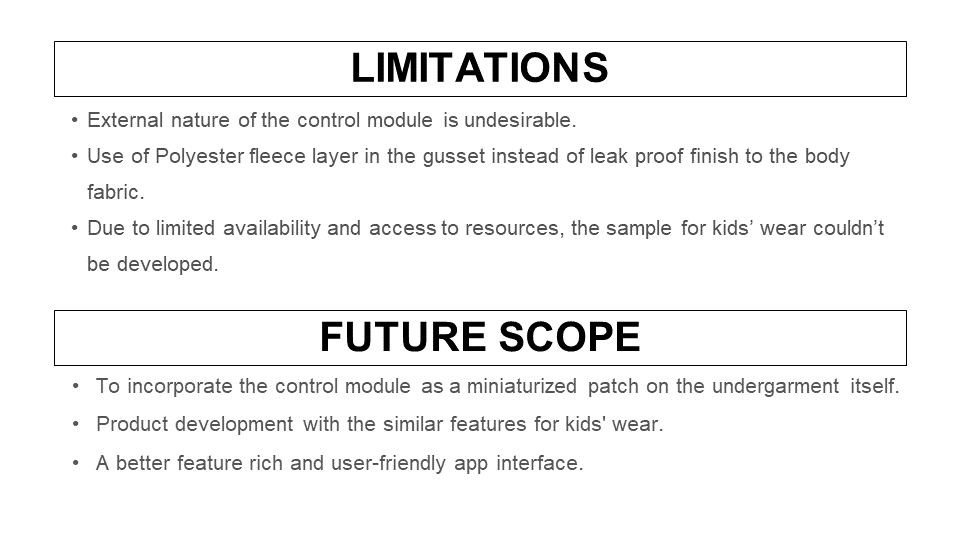 LIMITATIONS
• External nature of the control module is undesirable.
• Use of Polyester fleece layer in the gusset instead of leak proof finish to the body
fabric.
• Due to limited availability and access to resources, the sample for kids’ wear couldn’t
be developed.
FUTURE SCOPE
• To incorporate the control module as a miniaturized patch on the undergarment itself.
• Product development with the similar features for kids' wear.
• A better feature rich and user-friendly app interface.